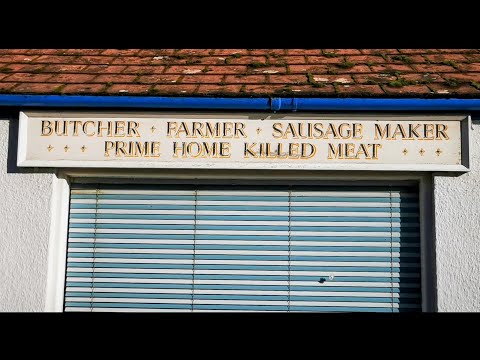 BUTCHER + FARMER + SAUSAGE MAKER
+ + + PRIME HOME KILLED MEAT + + +